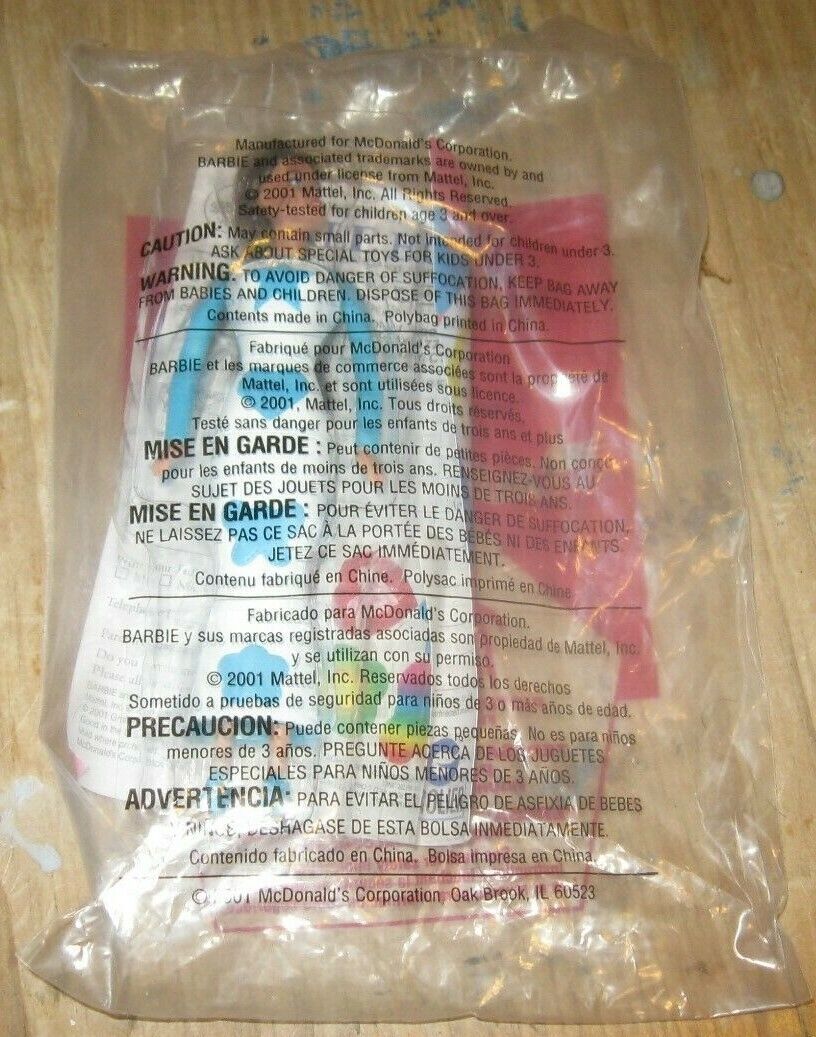 Manufactured for McDonald's Corporation.
BARBIE and associated trademarks are owned by and
used under license from Mattel, Inc.
© 2001 Mattel, Inc. All Rights Reserved
Safety-tested for children age 3 and over.
CAUTION: May contain small parts. Not intended for children under 3.
ASK ABOUT SPECIAL TOYS FOR KIDS UNDER 3.
WARNING: TO AVOID DANGER OF SUFFOCATION, KEEP BAG AWAY
FROM BABIES AND CHILDREN. DISPOSE OF THIS BAG IMMEDIATELY.
Contents made in China. Polybag printed in China.
Fabriqué pour McDonald's Corporation
BARBIE et les marques de commerce associées sont la propriété de
Mattel, Inc. et sont utilisées sous licence.
© 2001, Mattel, Inc. Tous droits réservés.
Testé sans danger pour les enfants de trois ans et plus
MISE EN GARDE : Peut contenir de petites pièces. Non conçu
pour les enfants de moins de trois ans. RENSEIGNEZ-VOUS AU
SUJET DES JOUETS POUR LES MOINS DE TROIS ANS.
MISE EN GARDE : POUR ÉVITER LE DANGER DE SUFFOCATION,
NE LAISSEZ PAS CE SAC À LA PORTÉE DES BÉBÉS NI DES ENFANTS.
JETEZ CE SAC IMMÉDIATEMENT.
Contenu fabriqué en Chine. Polysac imprimé en Chine
Fabricado para McDonald's Corporation.
BARBIE y sus marcas registradas asociadas son propiedad de Mattel, Inc.
y se utilizan con su permiso.
© 2001 Mattel, Inc. Reservados todos los derechos
Sometido a pruebas de seguridad para niños de 3 o más años de edad.
PRECAUCION: Puede contener piezas pequeñas. No es para niños
menores de 3 años. PREGUNTE ACERCA DE LOS JUGUETES
ESPECIALES PARA NIÑOS MENORES DE 3 AÑOS.
ADVERTENCIA: PARA EVITAR EL PELIGRO DE ASFIXIA DE BEBES
DESHAGASE DE ESTA BOLSA INMEDIATAMENTE.
Contenido fabricado en China. Bolsa impresa en China.
© McDonald's Corporation Oak Brook, IL 60523
Telephone
Do you
Please